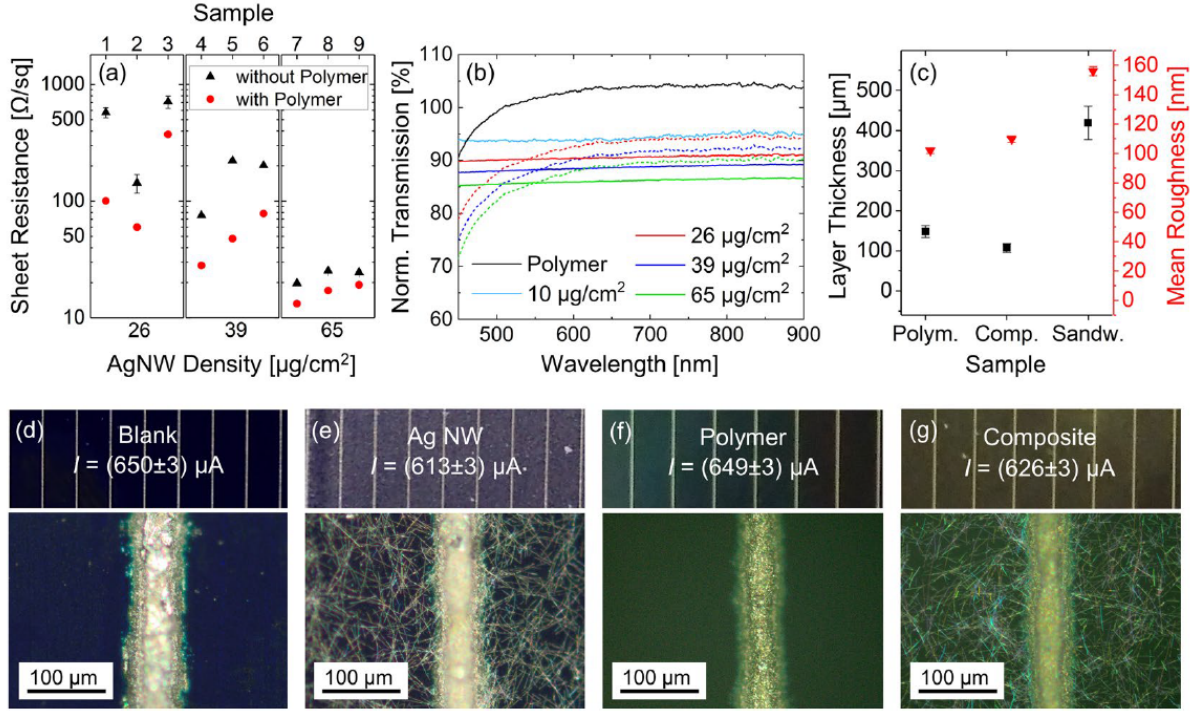 Sample
1 2 3 4 5 6 7 8 9
(a)
▲ without Polymer
● with Polymer
1000
500
100
50
10
Sheet Resistance [Ω/sq]
26 39 65
AgNW Density [µg/cm²]
(b)
110
100
90
80
70
60
Norm. Transmission [%]
Polymer
10 µg/cm²
26 µg/cm²
39 µg/cm²
65 µg/cm²
500 600 700 800 900
Wavelength [nm]
(c)
500
400
300
200
100
0
Layer Thickness [µm]
160
140
120
100
80
60
40
20
0
Mean Roughness [nm]
Polym. Comp. Sandw.
Sample
(d) Blank
I = (650±3) µA
100 µm
(e) Ag NW
I = (613±3) µA
100 µm
(f) Polymer
I = (649±3) µA
100 µm
(g) Composite
I = (626±3) µA
100 µm